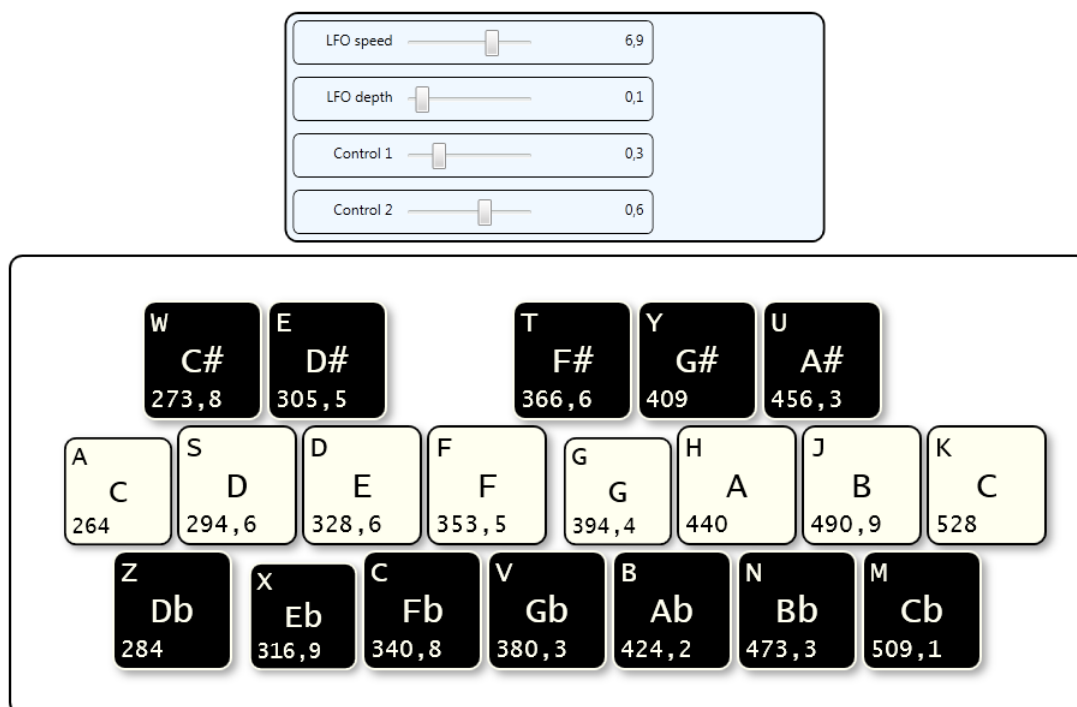 LFO speed 6,9
LFO depth 0,1
Control 1 0,3
Control 2 0,6
W E T Y U
C# D# F# G# A#
273,8 305,5 366,6 409 456,3
A S D F G H J K
C D E F G A B C
264 294,6 328,6 353,5 394,4 440 490,9 528
Z X C V B N M
Db Eb Fb Gb Ab Bb Cb
284 316,9 340,8 380,3 424,2 473,3 509,1